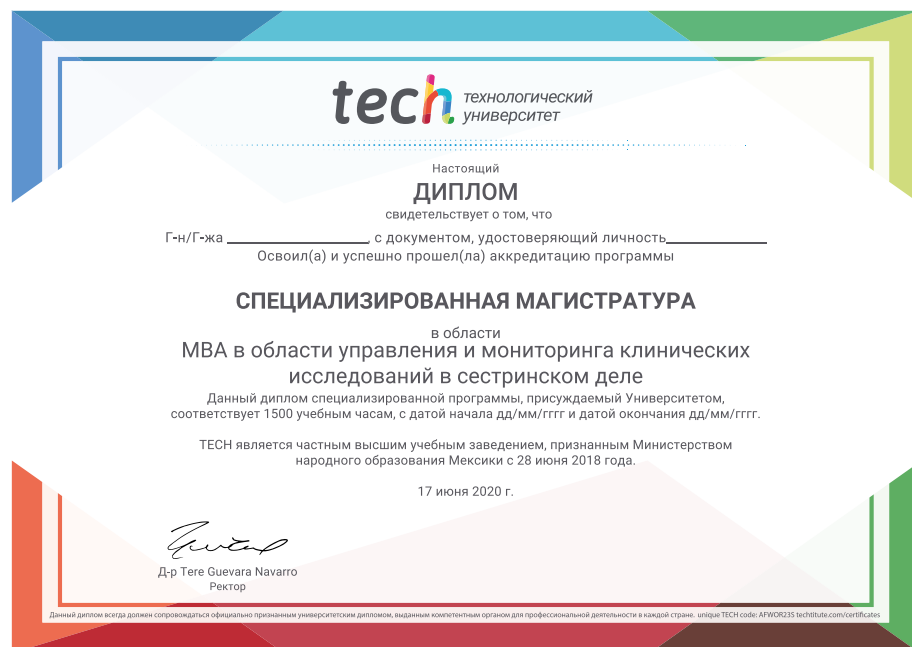 tech технологический
университет
Настоящий
ДИПЛОМ
свидетельствует о том, что
Г-н/Г-жа ____________________, с документом, удостоверяющий личность______________
Освоил(а) и успешно прошел(ла) аккредитацию программы
СПЕЦИАЛИЗИРОВАННАЯ МАГИСТРАТУРА
в области
MBA в области управления и мониторинга клинических
исследований в сестринском деле
Данный диплом специализированной программы, присуждаемый Университетом,
соответствует 1500 учебным часам, с датой начала дд/мм/гггг и датой окончания дд/мм/гггг.
TECH является частным высшим учебным заведением, признанным Министерством
народного образования Мексики с 28 июня 2018 года.
17 июня 2020 г.
Д-р Tere Guevara Navarro
Ректор
Данный диплом всегда должен сопровождаться официально признанным университетским дипломом, выданным компетентным органом для профессиональной деятельности в каждой стране. unique TECH code: AFWOR23S techtitute.com/certificates